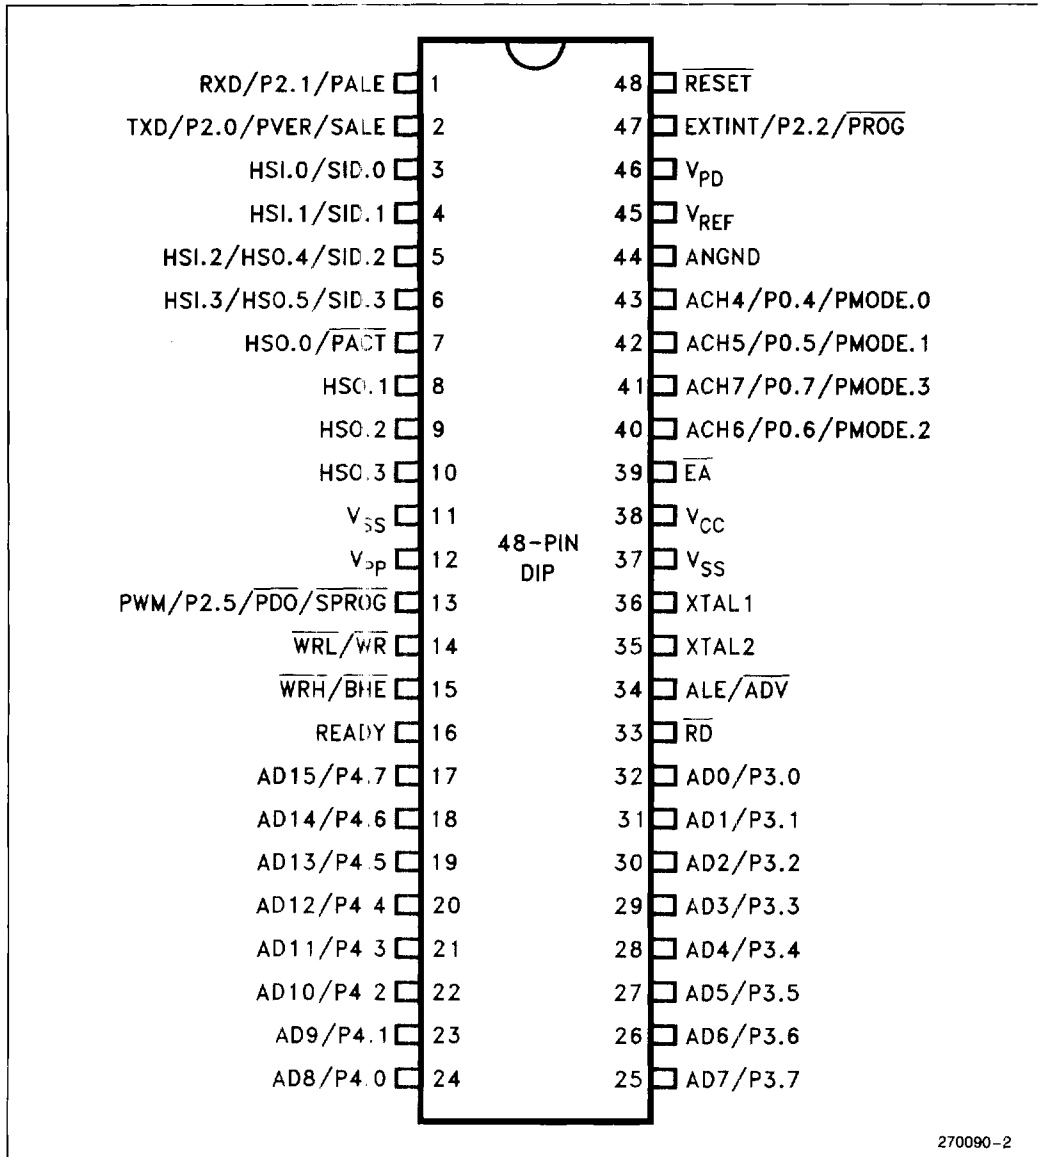 RXD/P2.1/PALE 1
TXD/P2.0/PVER/SALE 2
HSI.0/SID.0 3
HSI.1/SID.1 4
HSI.2/HSO.4/SID.2 5
HSI.3/HSO.5/SID.3 6
HSO.0/PACT 7
HSO.1 8
HSO.2 9
HSO.3 10
VSS 11
VPP 12
PWM/P2.5/PDO/SPROG 13
WRL/WR 14
WRH/BHE 15
READY 16
AD15/P4.7 17
AD14/P4.6 18
AD13/P4.5 19
AD12/P4 4 20
AD11/P4 3 21
AD10/P4 2 22
AD9/P4.1 23
AD8/P4.0 24
48-PIN
DIP
48 RESET
47 EXTINT/P2.2/PROG
46 VPD
45 VREF
44 ANGND
43 ACH4/P0.4/PMODE.0
42 ACH5/P0.5/PMODE.1
41 ACH7/P0.7/PMODE.3
40 ACH6/P0.6/PMODE.2
39 EA
38 VCC
37 VSS
36 XTAL1
35 XTAL2
34 ALE/ADV
33 RD
32 AD0/P3.0
31 AD1/P3.1
30 AD2/P3.2
29 AD3/P3.3
28 AD4/P3.4
27 AD5/P3.5
26 AD6/P3.6
25 AD7/P3.7
270090-2